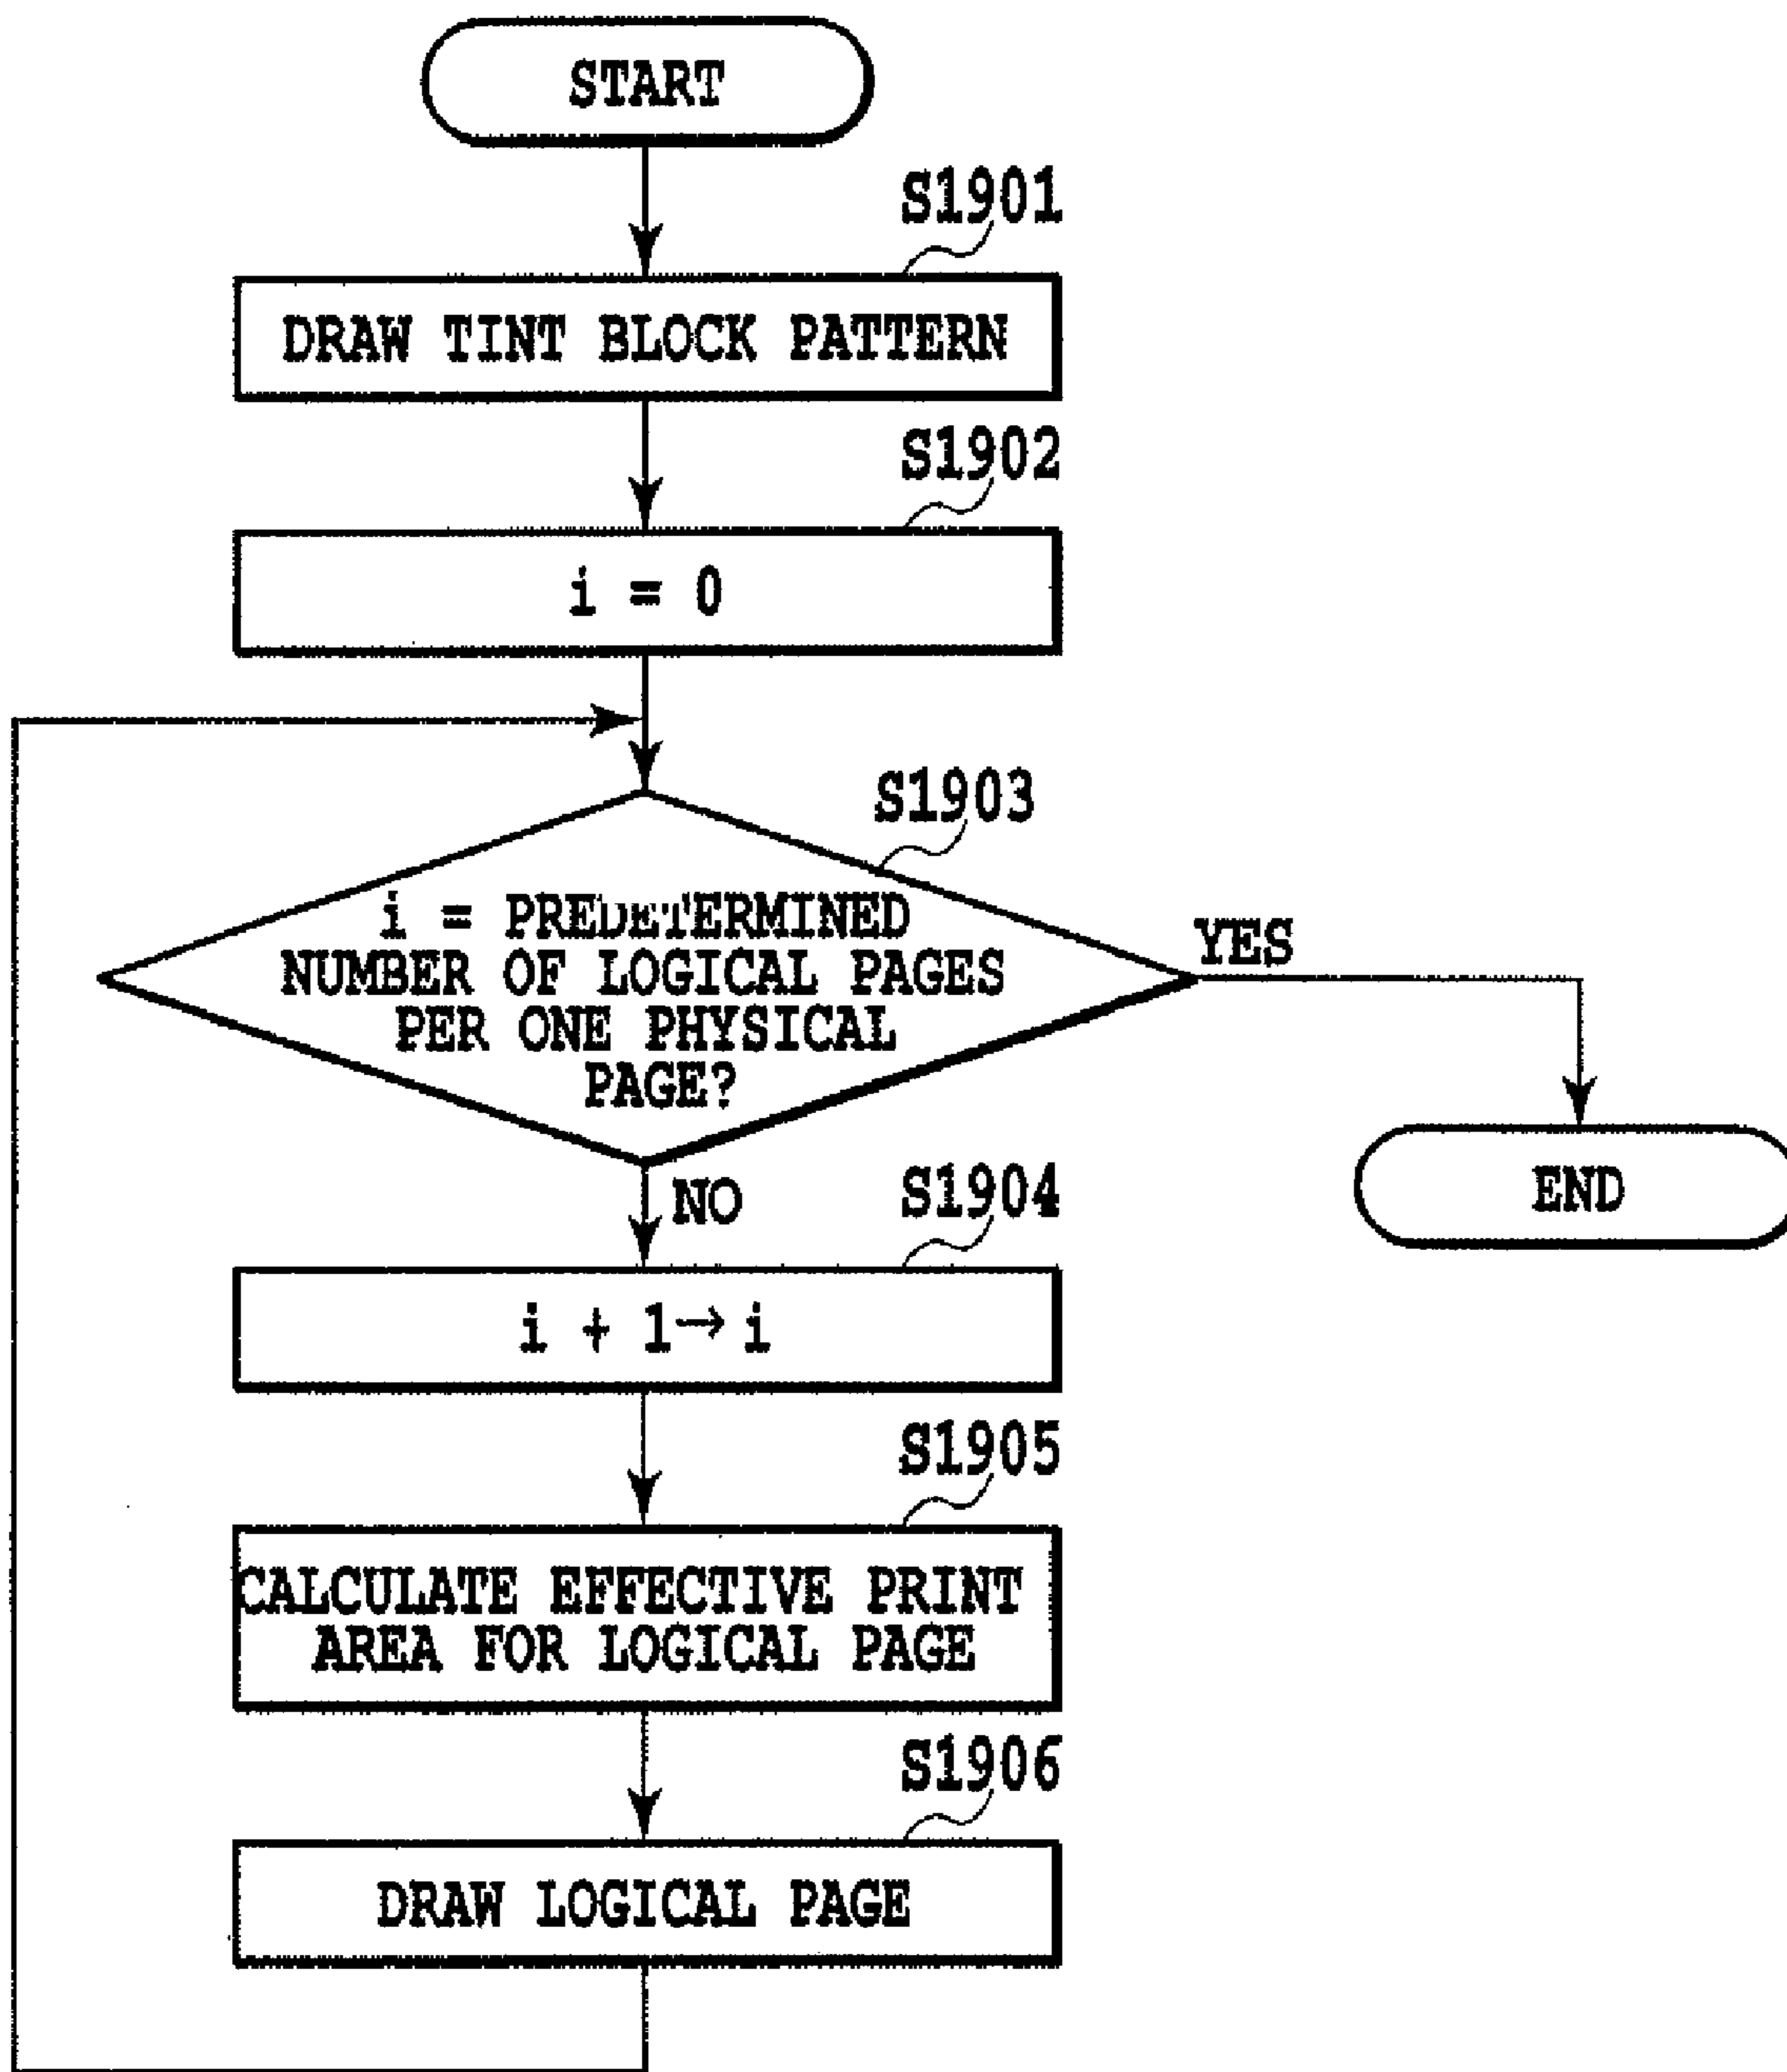 START
S1901
DRAW TINT BLOCK PATTERN
S1902
i = 0
S1903
i = PREDETERMINED
NUMBER OF LOGICAL PAGES
PER ONE PHYSICAL
PAGE?
YES
END
NO
S1904
i + 1→ i
S1905
CALCULATE EFFECTIVE PRINT
AREA FOR LOGICAL PAGE
S1906
DRAW LOGICAL PAGE